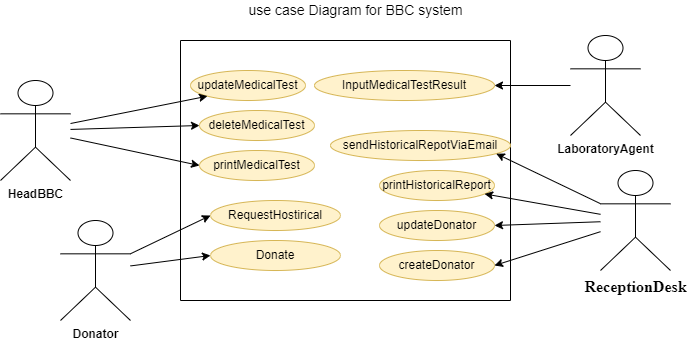 use case Diagram for BBC system
updateMedicalTest
InputMedicalTestResult
deleteMedicalTest
sendHistoricalRepotViaEmail
LaboratoryAgent
printMedicalTest
printHistoricalReport
HeadBBC
RequestHostirical
updateDonator
Donate
createDonator
ReceptionDesk
Donator